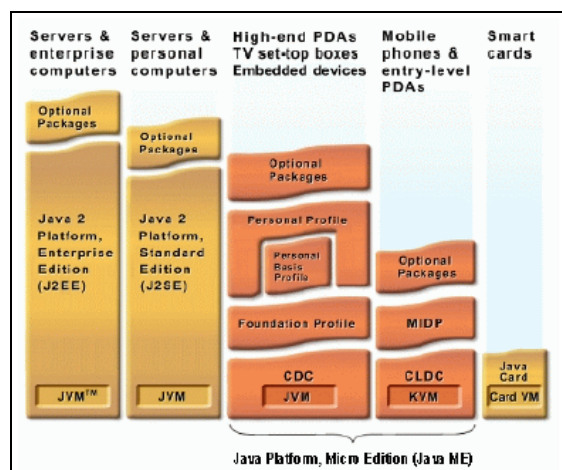 Servers &
enterprise
computers
Optional
Packages
Java 2
Platform,
Enterprise
Edition
(J2EE)
JVM™
Servers &
personal
computers
Optional
Packages
Java 2
Platform,
Standard
Edition
(J2SE)
JVM
High-end PDAs
TV set-top boxes
Embedded devices
Optional
Packages
Personal Profile
Personal
Basis
Profile
Foundation Profile
CDC
JVM
Mobile
phones &
entry-level
PDAs
Optional
Packages
MIDP
CLDC
KVM
Smart
cards
Java
Card
Card VM
Java Platform, Micro Edition (Java ME)